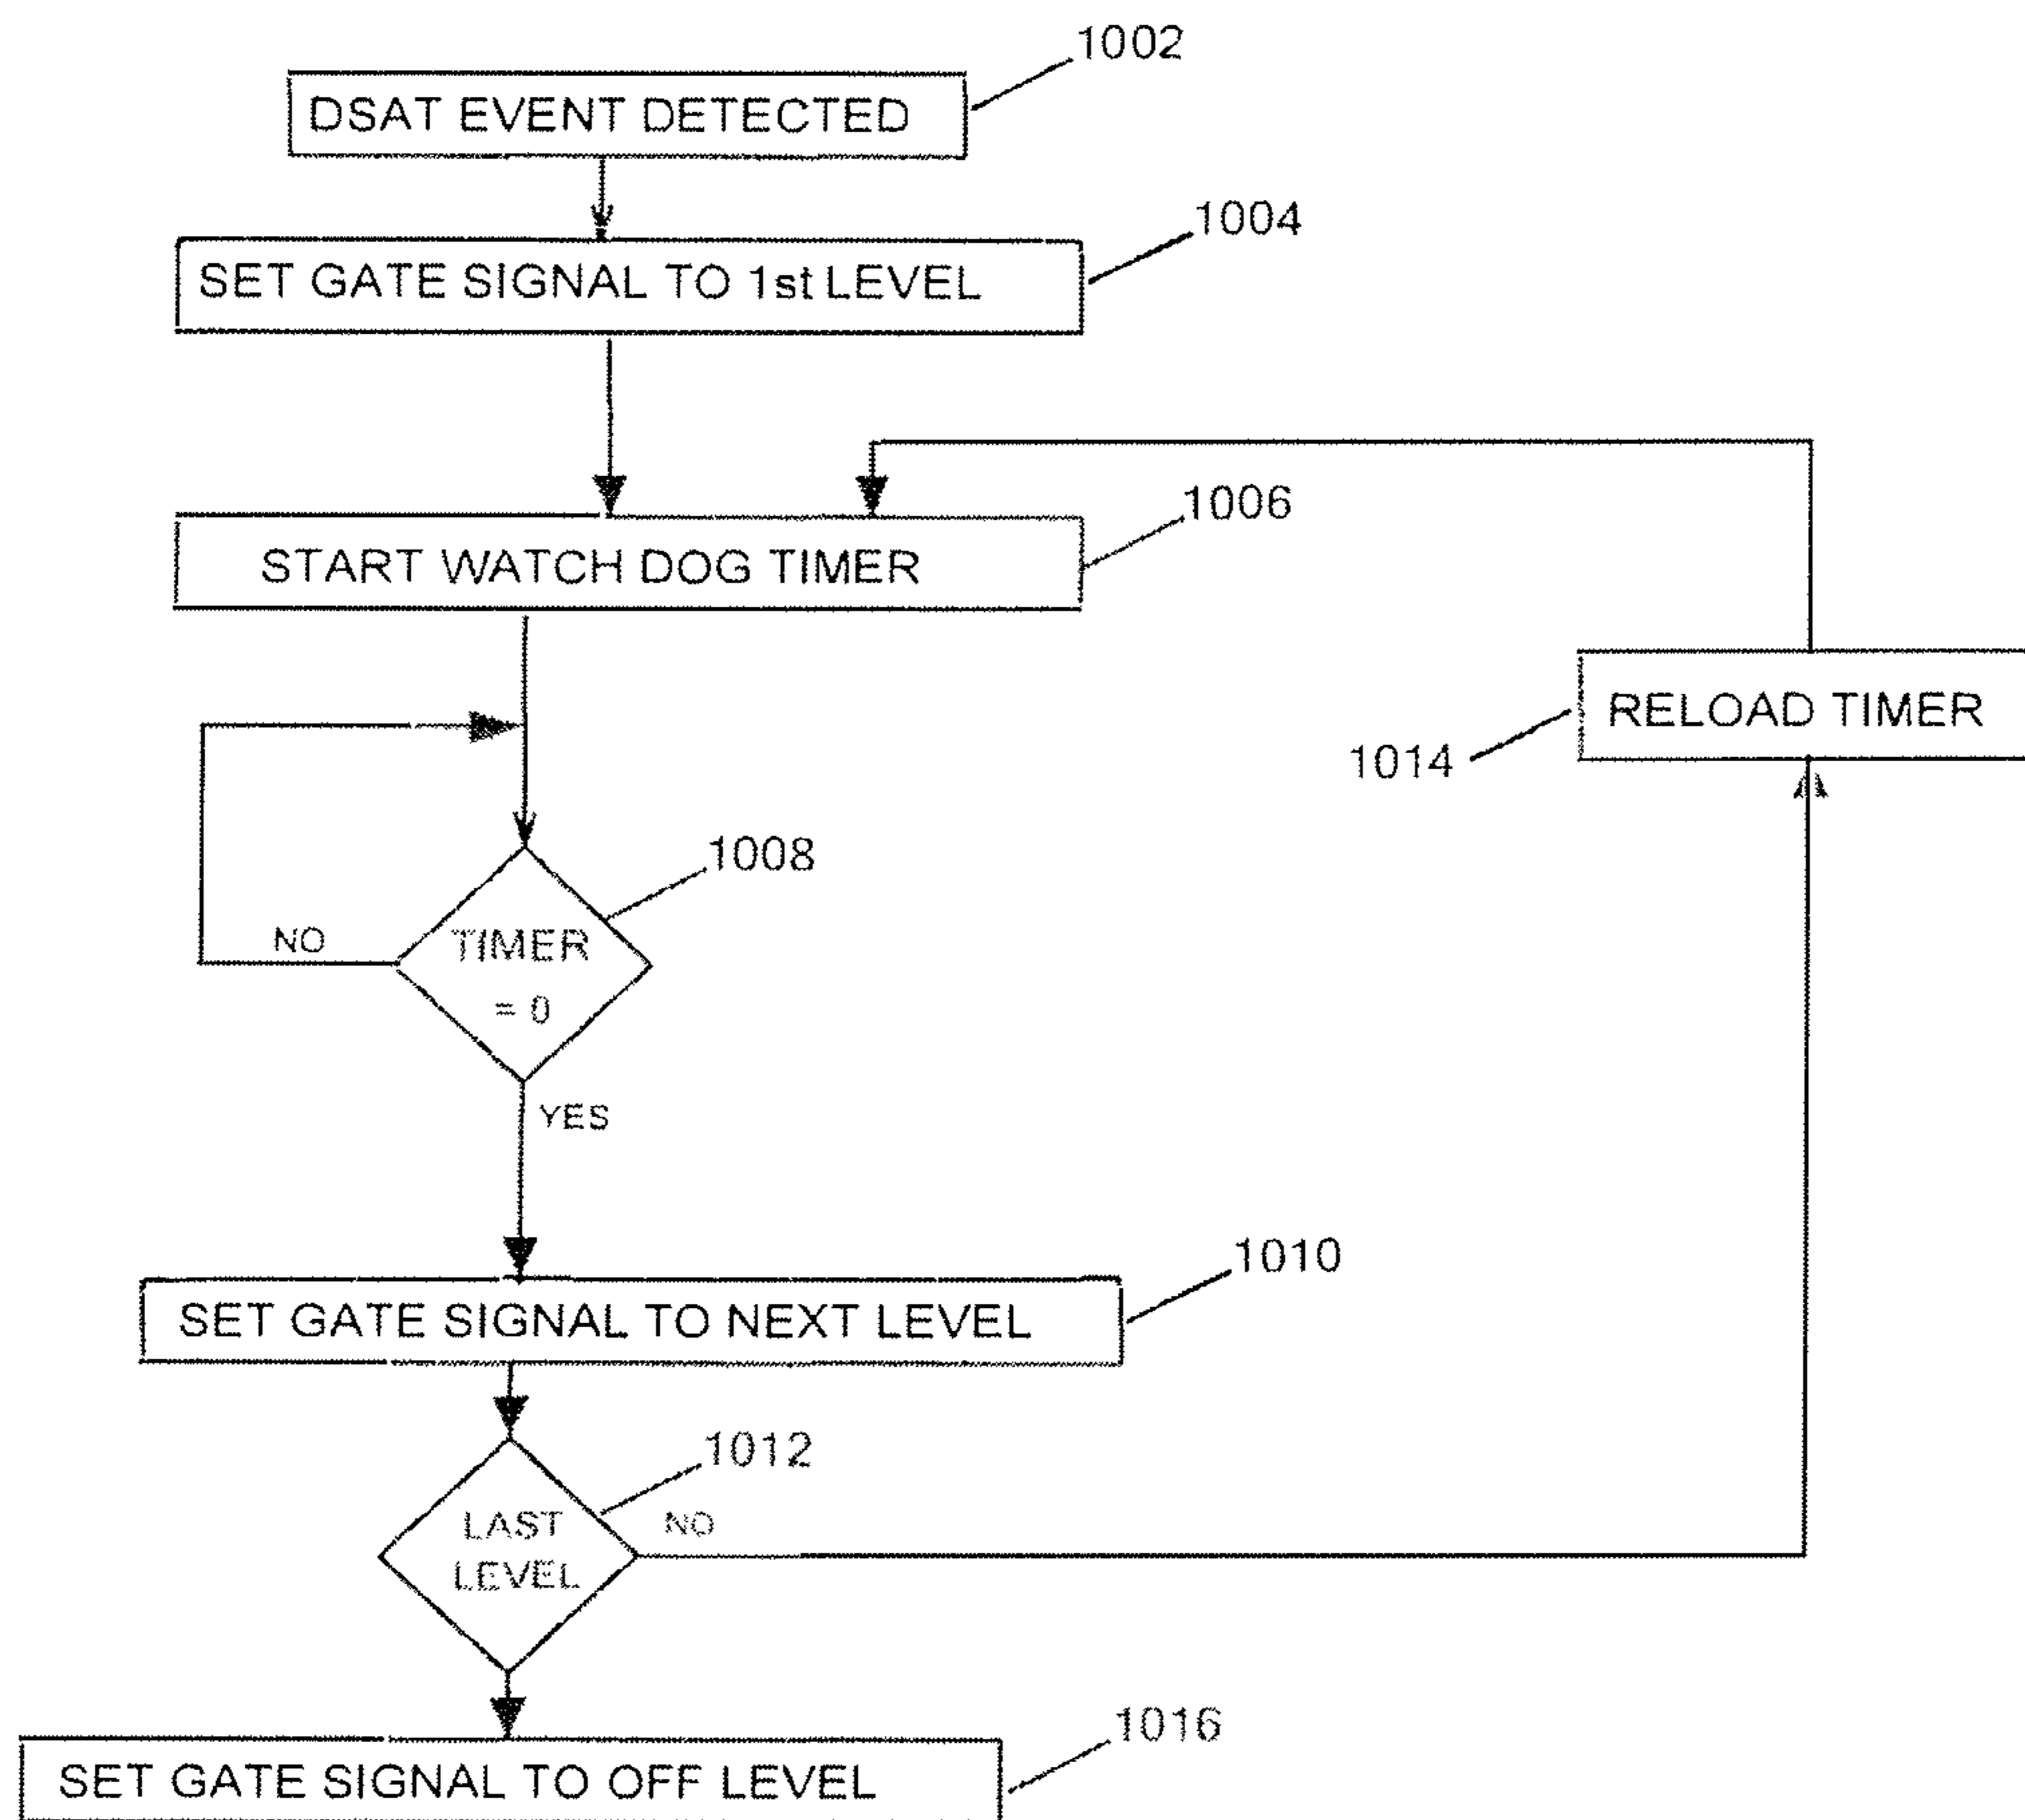 1002
DSAT EVENT DETECTED
1004
SET GATE SIGNAL TO 1st LEVEL
1006
START WATCH DOG TIMER
RELOAD TIMER
1014
1008
NO
TIMER
= 0
YES
1010
SET GATE SIGNAL TO NEXT LEVEL
1012
LAST
LEVEL
NO
1016
SET GATE SIGNAL TO OFF LEVEL